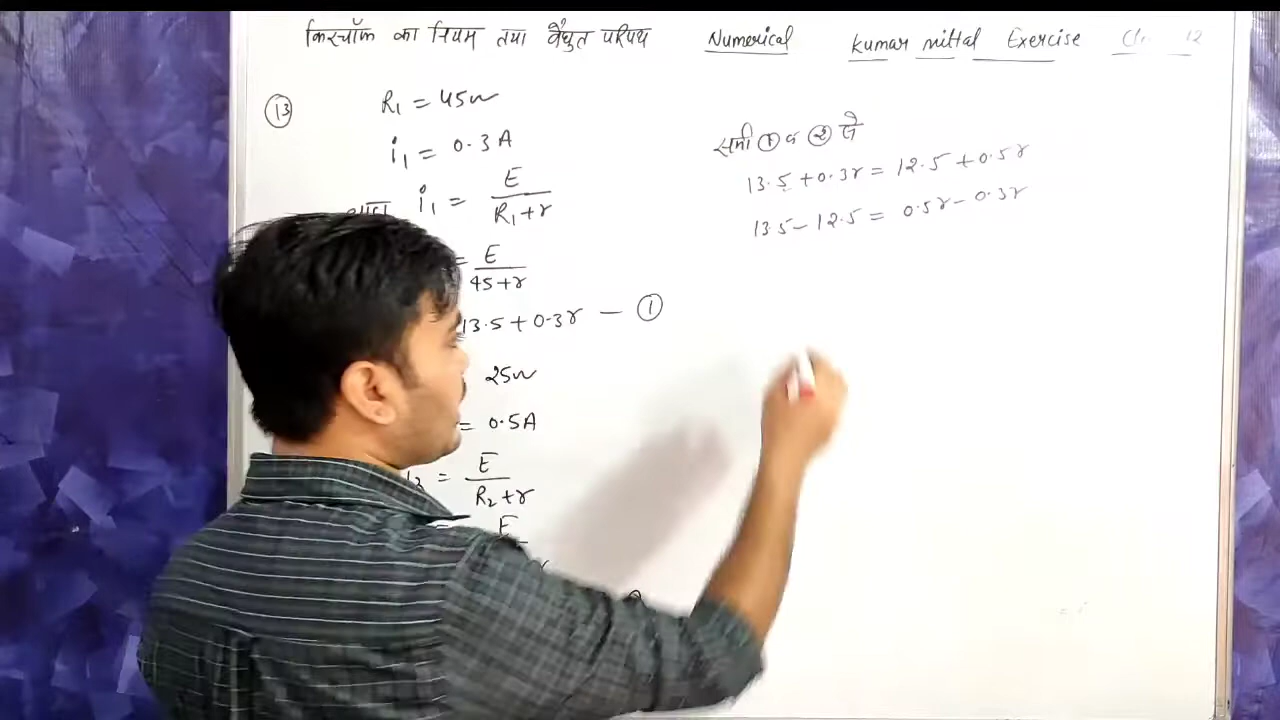 किरचॉफ का नियम तथा वैद्युत परिपथ Numerical Kumar mittal Exercise 12
13 R₁ = 45ω
i₁ = 0.3 A
i₁ = E / R₁+r
= E / 45+r
13.5 + 0.3r — ①
25ω
= 0.5A
= E / R₂+r
E
समी ① व ② से
13.5 + 0.3r = 12.5 + 0.5r
13.5 – 12.5 = 0.5r – 0.3r